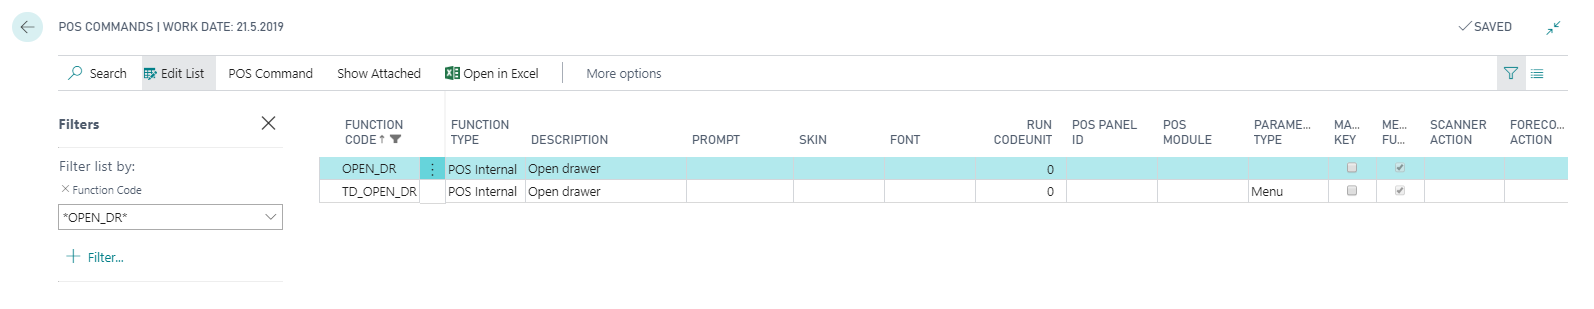 POS COMMANDS | WORK DATE: 21.5.2019
SAVED
Search Edit List POS Command Show Attached Open in Excel More options
Filters
Filter list by:
Function Code
*OPEN_DR*
Filter...
FUNCTION CODE FUNCTION TYPE DESCRIPTION PROMPT SKIN FONT RUN CODEUNIT POS PANEL ID POS MODULE PARAME... TYPE MA... KEY ME... FU... SCANNER ACTION FORECO... ACTION
OPEN_DR POS Internal Open drawer 0
TD_OPEN_DR POS Internal Open drawer 0 Menu